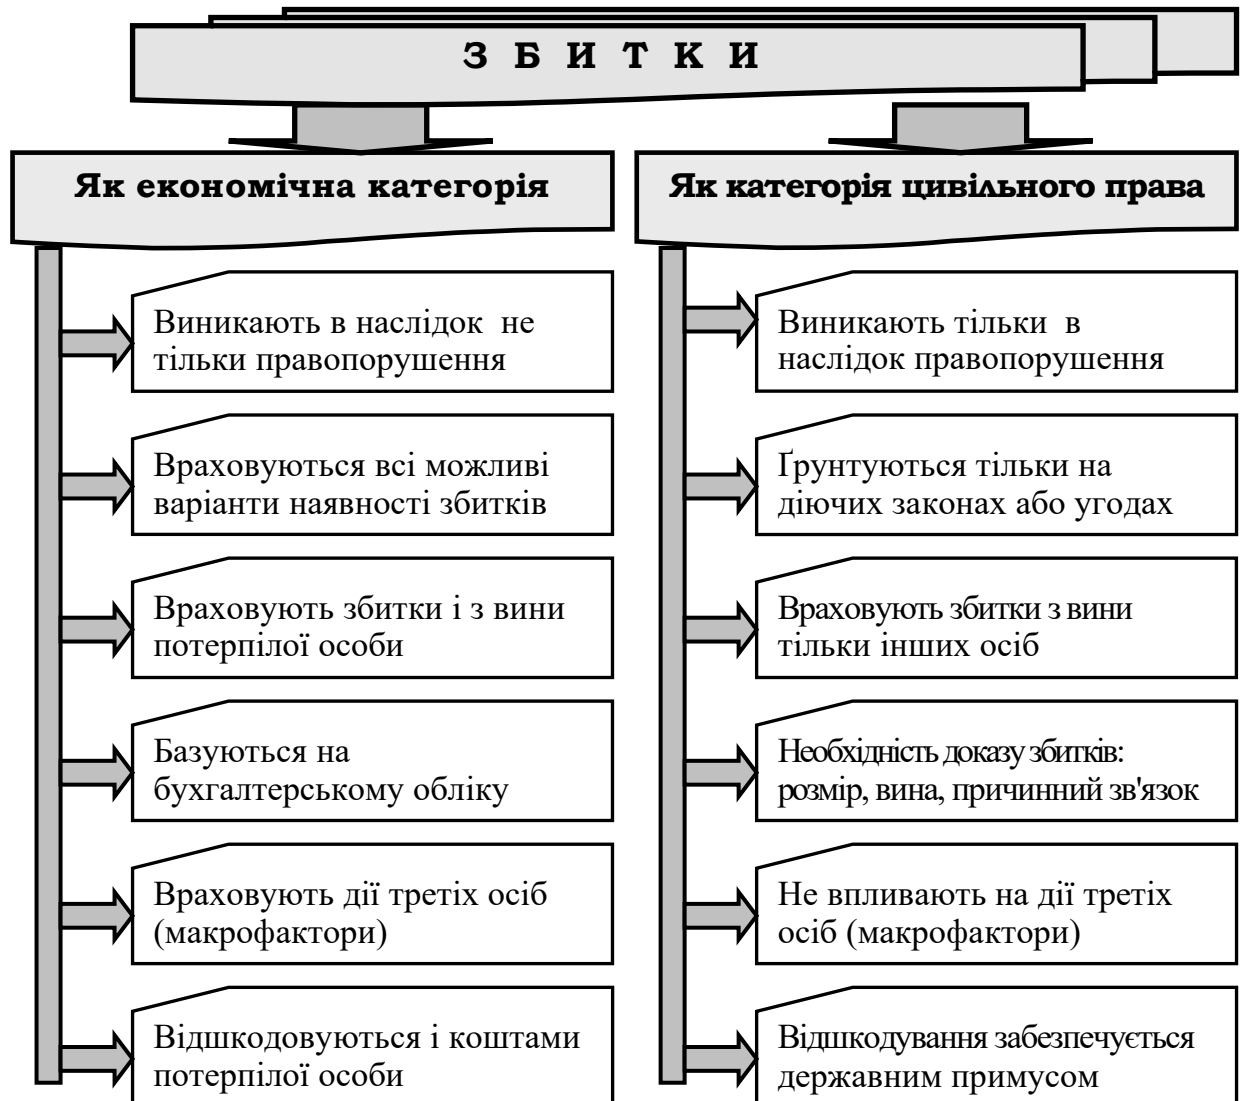 З Б И Т К И
Як економічна категорія
Виникають в наслідок не
тільки правопорушення
Враховуються всі можливі
варіанти наявності збитків
Враховують збитки і з вини
потерпілої особи
Базуються на
бухгалтерському обліку
Враховують дії третіх осіб
(макрофактори)
Відшкодовуються і коштами
потерпілої особи
Як категорія цивільного права
Виникають тільки в
наслідок правопорушення
Ґрунтуються тільки на
діючих законах або угодах
Враховують збитки з вини
тільки інших осіб
Необхідність доказу збитків:
розмір, вина, причинний зв'язок
Не впливають на дії третіх
осіб (макрофактори)
Відшкодування забезпечується
державним примусом